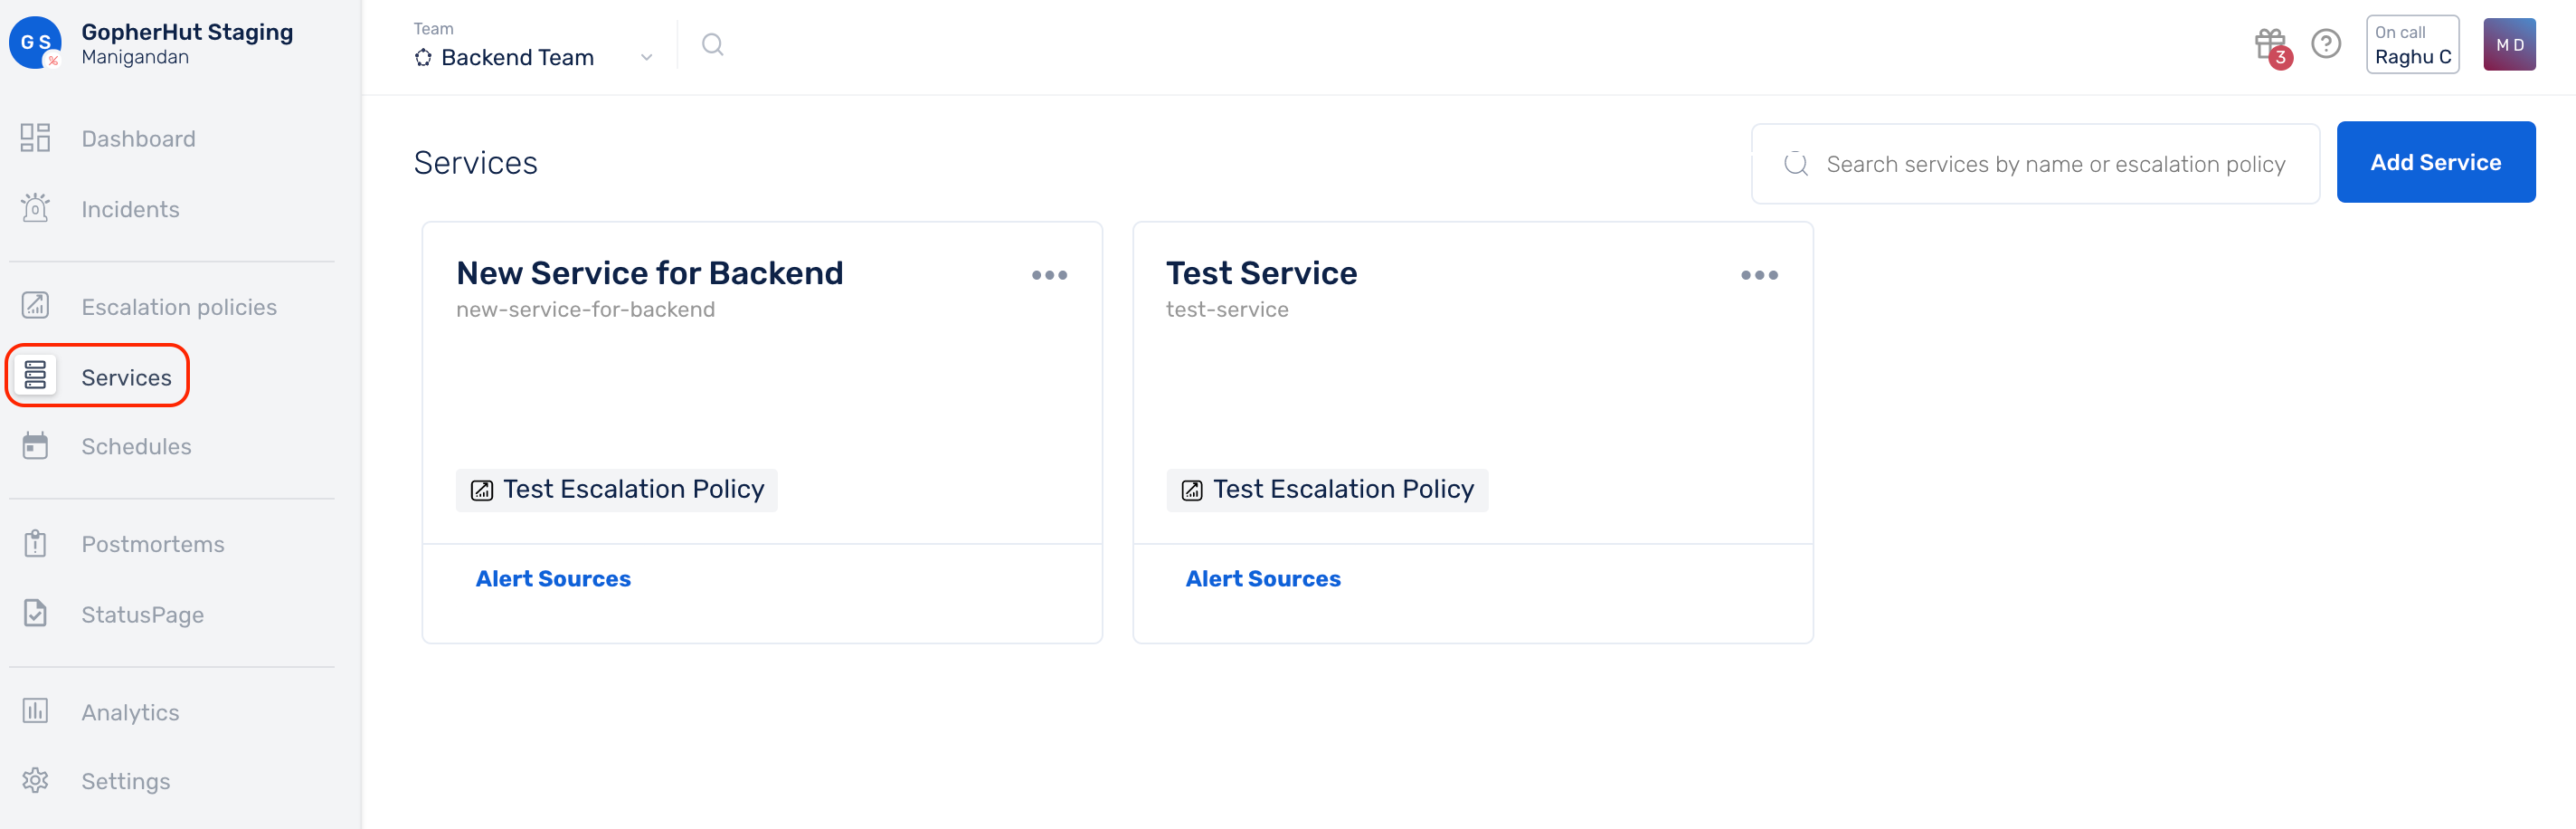 G S
%
GopherHut Staging
Manigandan
Dashboard
0
Incidents
Escalation policies
Services
Schedules
Postmortems
StatusPage
Analytics
Settings
Team
Backend Team
3
?
On call
Raghu C
M D
Services
Search services by name or escalation policy
Add Service
New Service for Backend
new-service-for-backend
Test Escalation Policy
Alert Sources
Test Service
test-service
Test Escalation Policy
Alert Sources